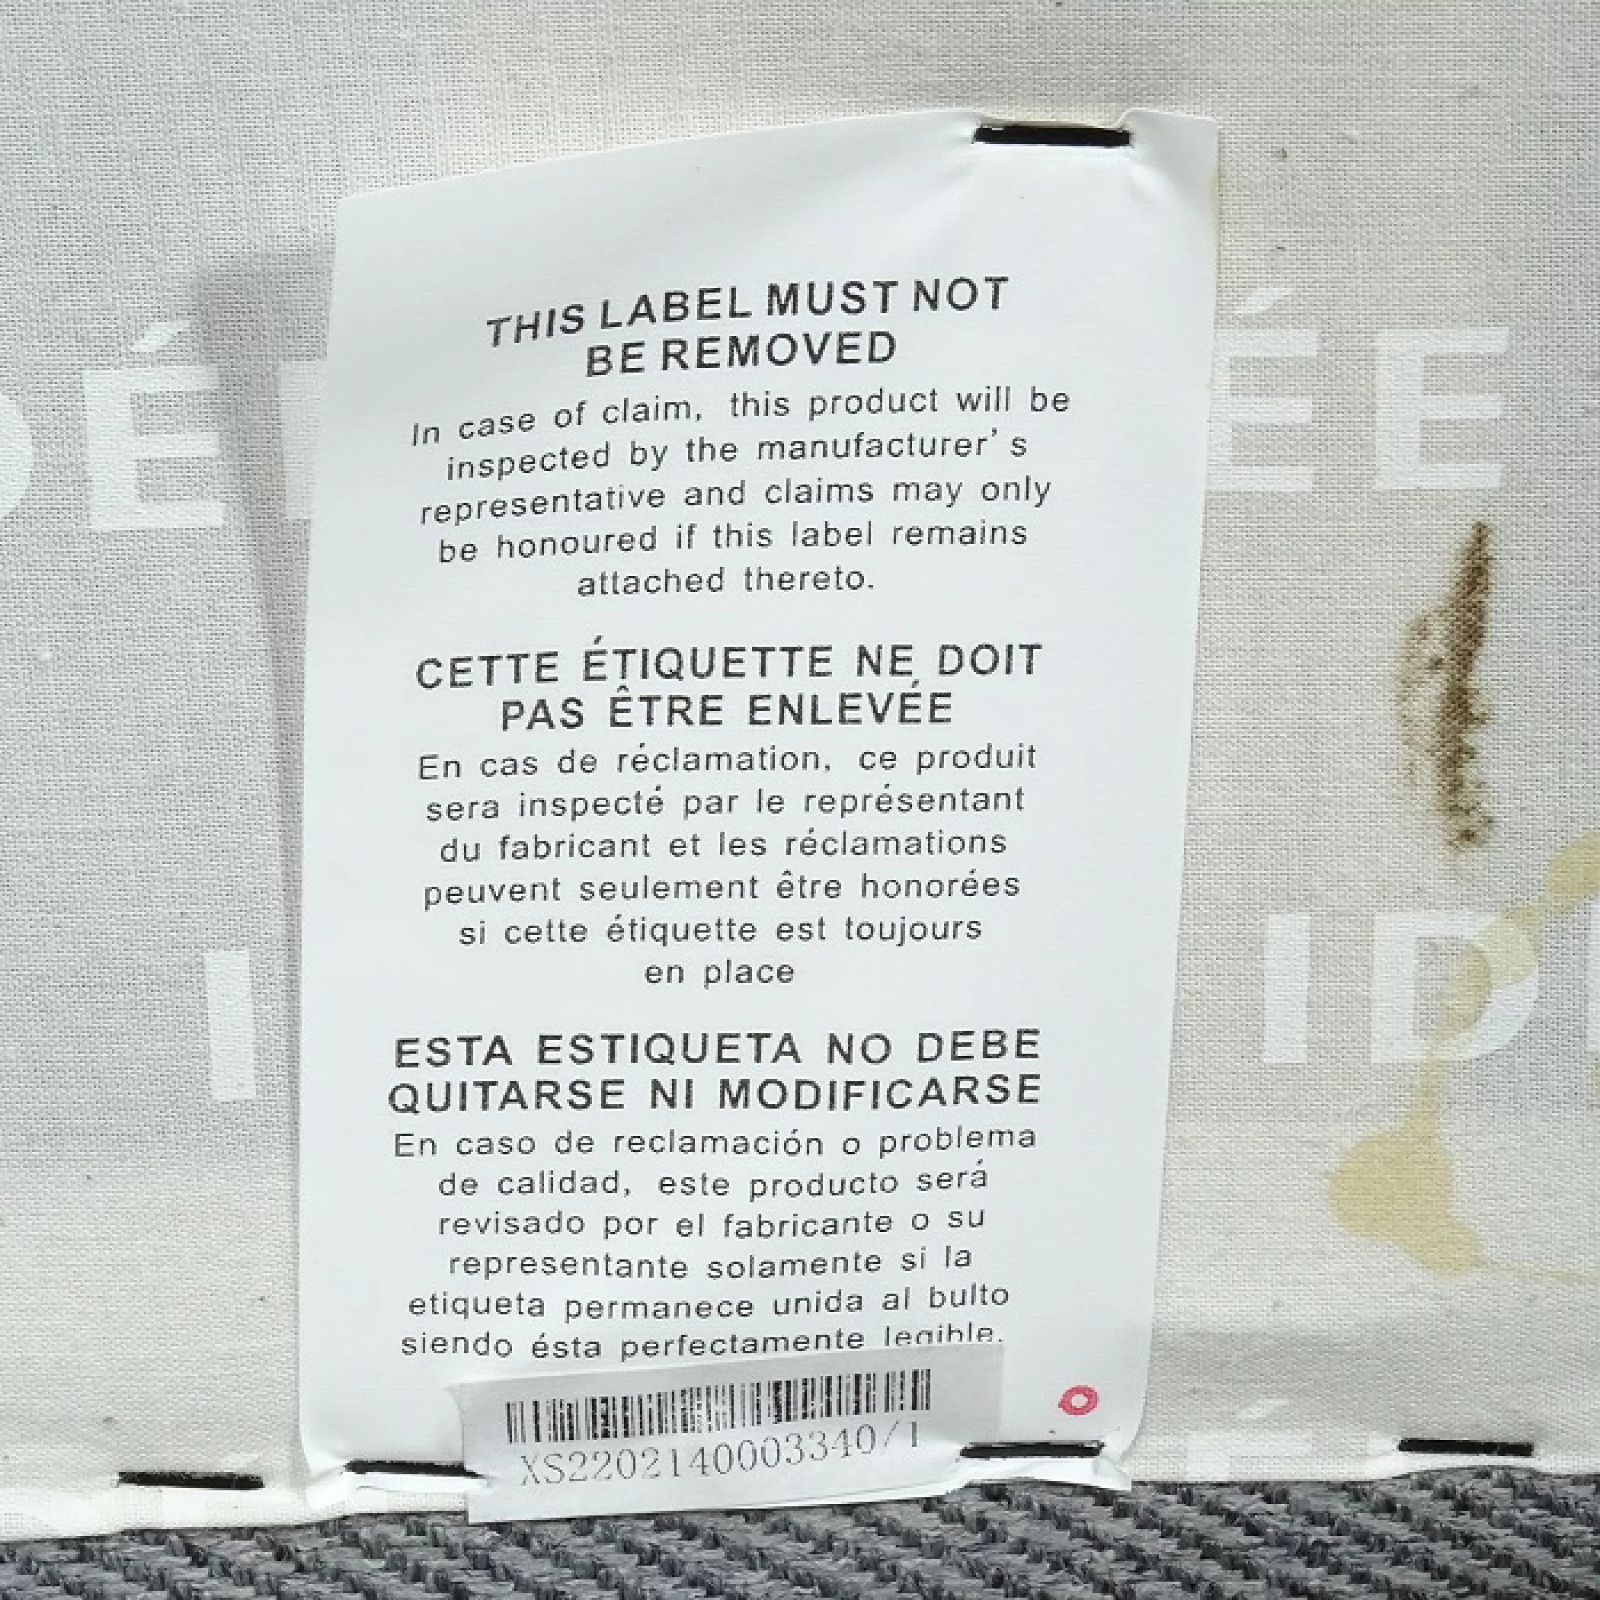 THIS LABEL MUST NOT
BE REMOVED
In case of claim, this product will be
inspected by the manufacturer's
representative and claims may only
be honoured if this label remains
attached thereto.
CETTE ÉTIQUETTE NE DOIT
PAS ÊTRE ENLEVÉE
En cas de réclamation, ce produit
sera inspecté par le représentant
du fabricant et les réclamations
peuvent seulement être honorées
si cette étiquette est toujours
en place
ESTA ESTIQUETA NO DEBE
QUITARSE NI MODIFICARSE
En caso de reclamación o problema
de calidad, este producto será
revisado por el fabricante o su
representante solamente si la
etiqueta permanece unida al bulto
siendo ésta perfectamente legible.
XS2202140003340/1